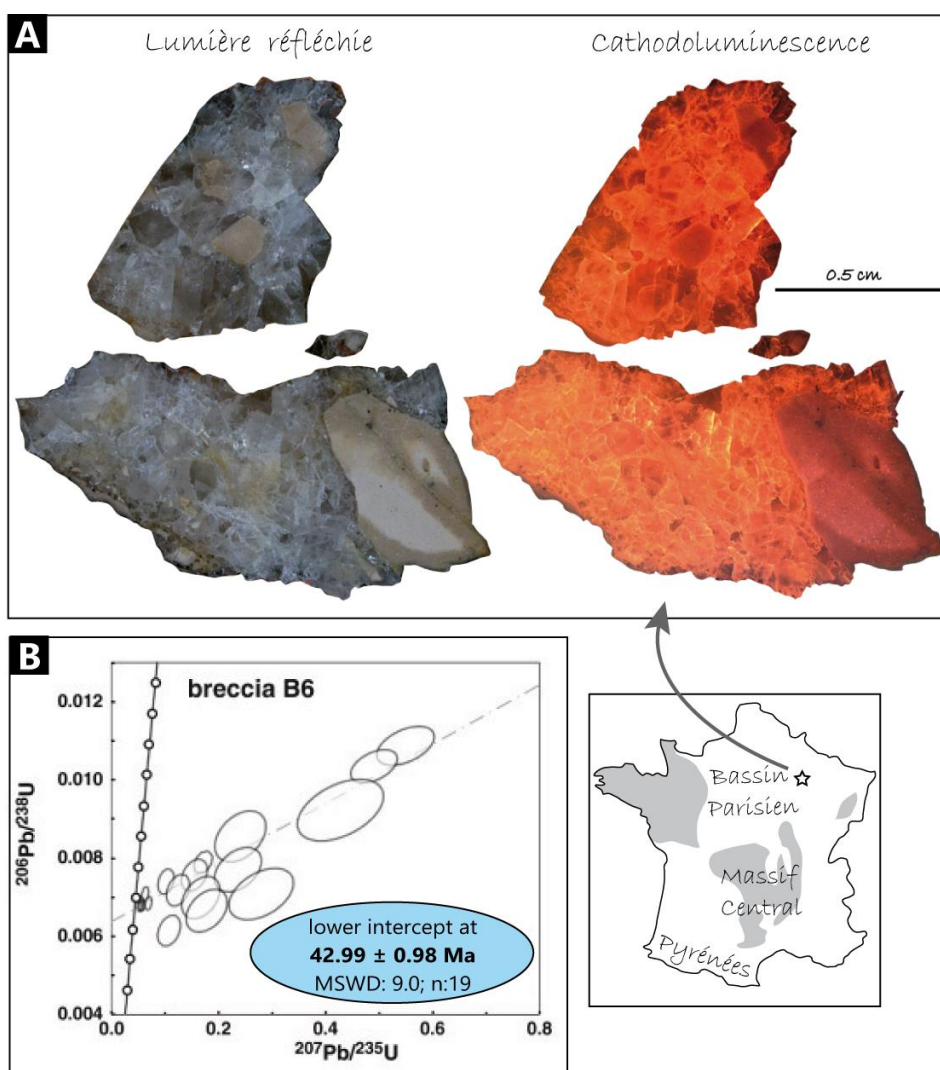 A
Lumière réfléchie
Cathodoluminescence
0.5 cm
B
breccia B6
0.012
0.010
0.008
0.006
0.004
0.0
0.2
0.4
0.6
0.8
²⁰⁶Pb/²³⁸U
²⁰⁷Pb/²³⁵U
lower intercept at
42.99 ± 0.98 Ma
MSWD: 9.0; n:19
Bassin
Parisien
Massif
Central
Pyrénées